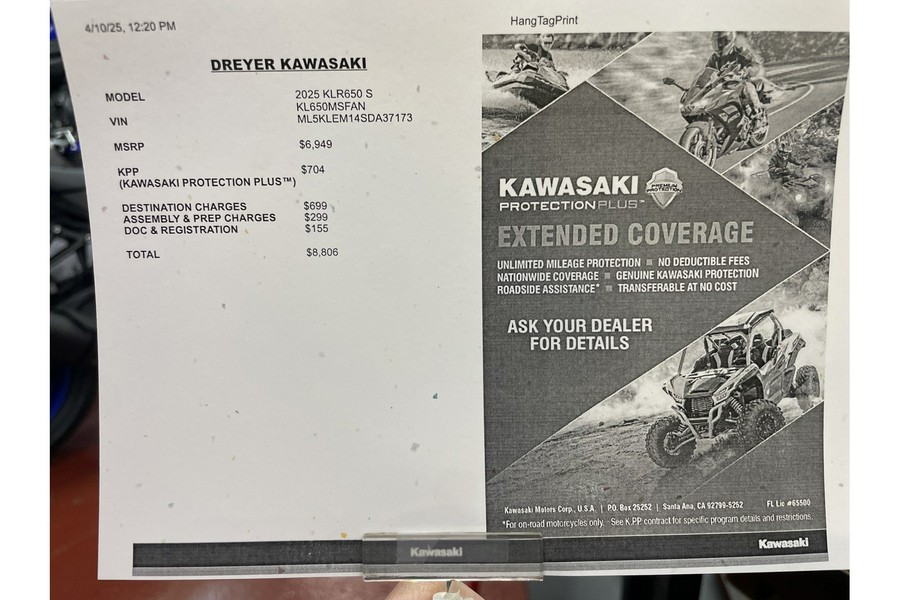 4/10/25, 12:20 PM
HangTagPrint
DREYER KAWASAKI
MODEL 2025 KLR650 S
KL650MSFAN
VIN ML5KLEM14SDA37173
MSRP $6,949
KPP $704
(KAWASAKI PROTECTION PLUS™)
DESTINATION CHARGES $699
ASSEMBLY & PREP CHARGES $299
DOC & REGISTRATION $155
TOTAL $8,806
KAWASAKI
PROTECTIONPLUS™
PREMIUM
PROTECTION
EXTENDED COVERAGE
UNLIMITED MILEAGE PROTECTION ■ NO DEDUCTIBLE FEES
NATIONWIDE COVERAGE ■ GENUINE KAWASAKI PROTECTION
ROADSIDE ASSISTANCE* ■ TRANSFERABLE AT NO COST
ASK YOUR DEALER
FOR DETAILS
Kawasaki Motors Corp., U.S.A. | P.O. Box 25252 | Santa Ana, CA 92799-5252 FL Lic #65500
*For on-road motorcycles only. See K.P.P contract for specific program details and restrictions.
Kawasaki
Kawasaki